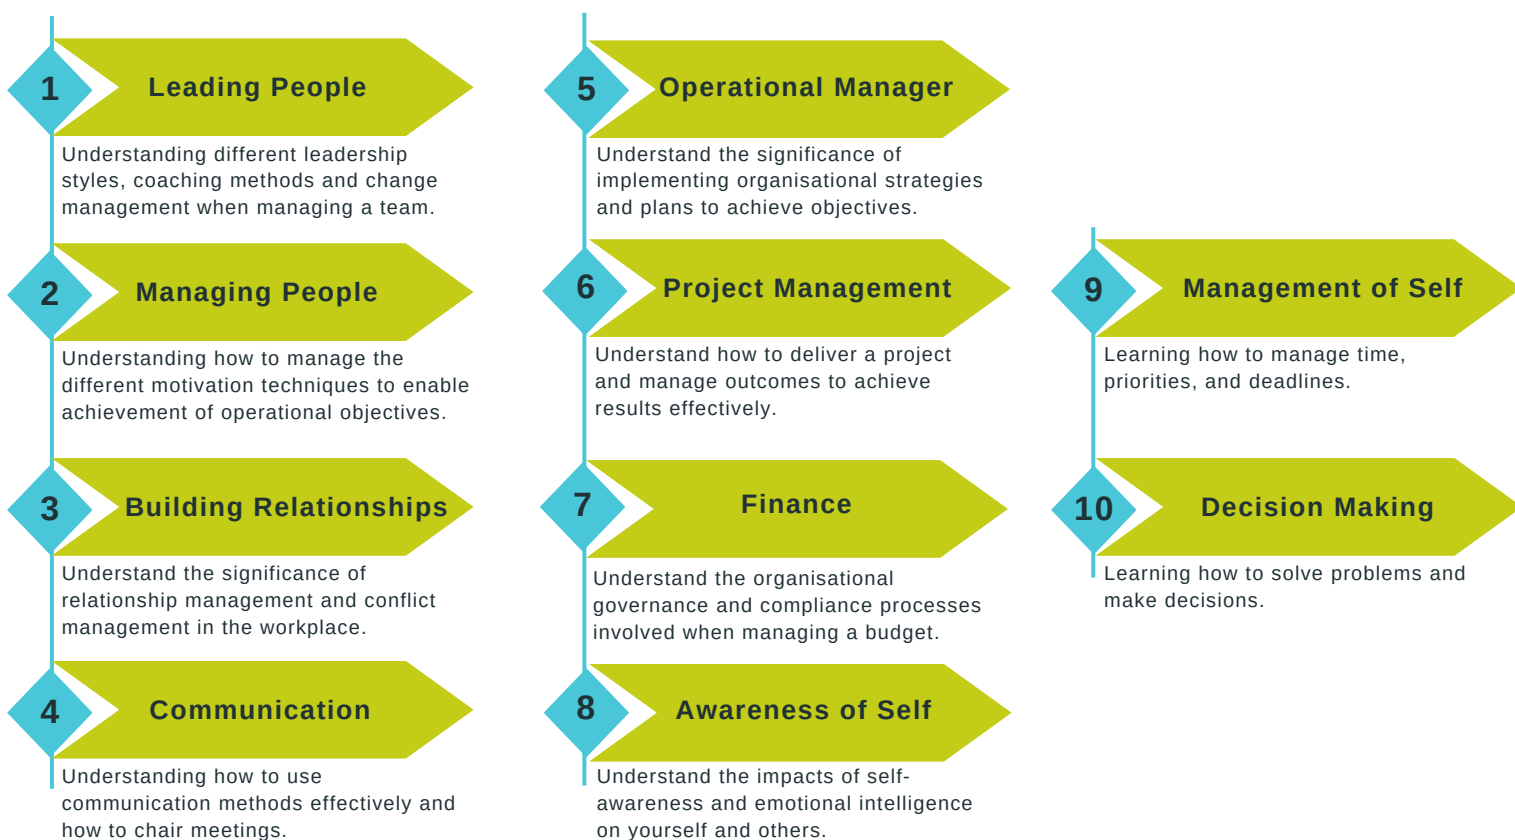 1
Leading People
Understanding different leadership
styles, coaching methods and change
management when managing a team.
2
Managing People
Understanding how to manage the
different motivation techniques to enable
achievement of operational objectives.
3
Building Relationships
Understand the significance of
relationship management and conflict
management in the workplace.
4
Communication
Understanding how to use
communication methods effectively and
how to chair meetings.
5
Operational Manager
Understand the significance of
implementing organisational strategies
and plans to achieve objectives.
6
Project Management
Understand how to deliver a project
and manage outcomes to achieve
results effectively.
7
Finance
Understand the organisational
governance and compliance processes
involved when managing a budget.
8
Awareness of Self
Understand the impacts of self-
awareness and emotional intelligence
on yourself and others.
9
Management of Self
Learning how to manage time,
priorities, and deadlines.
10
Decision Making
Learning how to solve problems and
make decisions.